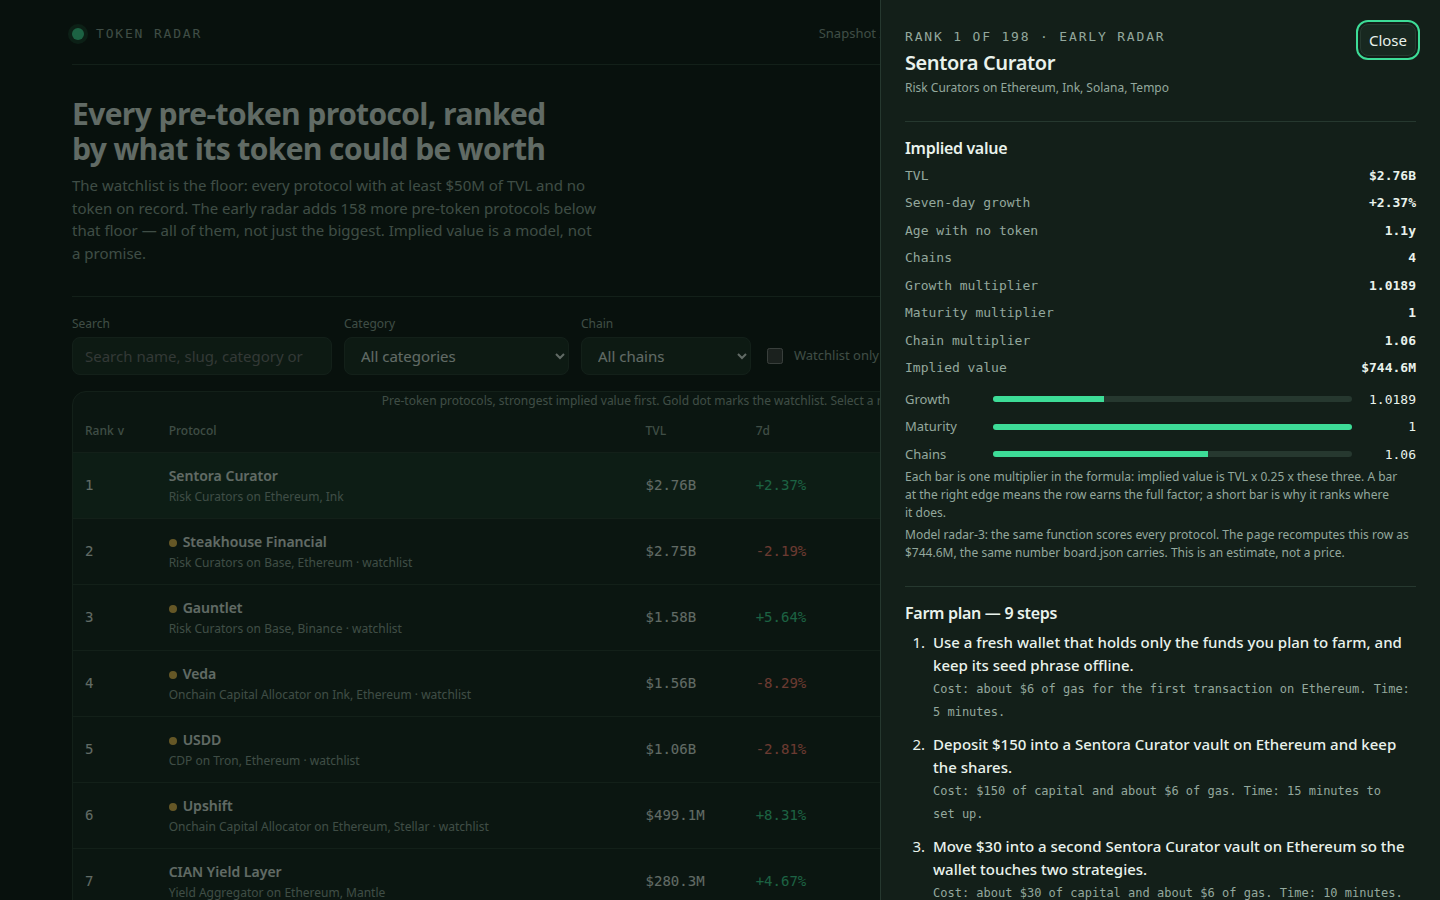 TOKEN RADAR
Snapshot
Every pre-token protocol, ranked
by what its token could be worth
The watchlist is the floor: every protocol with at least $50M of TVL and no
token on record. The early radar adds 158 more pre-token protocols below
that floor — all of them, not just the biggest. Implied value is a model, not
a promise.
Search
Category
Chain
Search name, slug, category or
All categories
All chains
Watchlist only
Pre-token protocols, strongest implied value first. Gold dot marks the watchlist. Select a
Rank v
Protocol
TVL
7d
1
Sentora Curator
Risk Curators on Ethereum, Ink
$2.76B
+2.37%
2
Steakhouse Financial
Risk Curators on Base, Ethereum · watchlist
$2.75B
-2.19%
3
Gauntlet
Risk Curators on Base, Binance · watchlist
$1.58B
+5.64%
4
Veda
Onchain Capital Allocator on Ink, Ethereum · watchlist
$1.56B
-8.29%
5
USDD
CDP on Tron, Ethereum · watchlist
$1.06B
-2.81%
6
Upshift
Onchain Capital Allocator on Ethereum, Stellar · watchlist
$499.1M
+8.31%
7
CIAN Yield Layer
Yield Aggregator on Ethereum, Mantle
$280.3M
+4.67%
RANK 1 OF 198 · EARLY RADAR
Close
Sentora Curator
Risk Curators on Ethereum, Ink, Solana, Tempo
Implied value
TVL
$2.76B
Seven-day growth
+2.37%
Age with no token
1.1y
Chains
4
Growth multiplier
1.0189
Maturity multiplier
1
Chain multiplier
1.06
Implied value
$744.6M
Growth
1.0189
Maturity
1
Chains
1.06
Each bar is one multiplier in the formula: implied value is TVL x 0.25 x these three. A bar
at the right edge means the row earns the full factor; a short bar is why it ranks where
it does.
Model radar-3: the same function scores every protocol. The page recomputes this row as
$744.6M, the same number board.json carries. This is an estimate, not a price.
Farm plan — 9 steps
1. Use a fresh wallet that holds only the funds you plan to farm, and
keep its seed phrase offline.
Cost: about $6 of gas for the first transaction on Ethereum. Time:
5 minutes.
2. Deposit $150 into a Sentora Curator vault on Ethereum and keep
the shares.
Cost: $150 of capital and about $6 of gas. Time: 15 minutes to
set up.
3. Move $30 into a second Sentora Curator vault on Ethereum so the
wallet touches two strategies.
Cost: about $30 of capital and about $6 of gas. Time: 10 minutes.